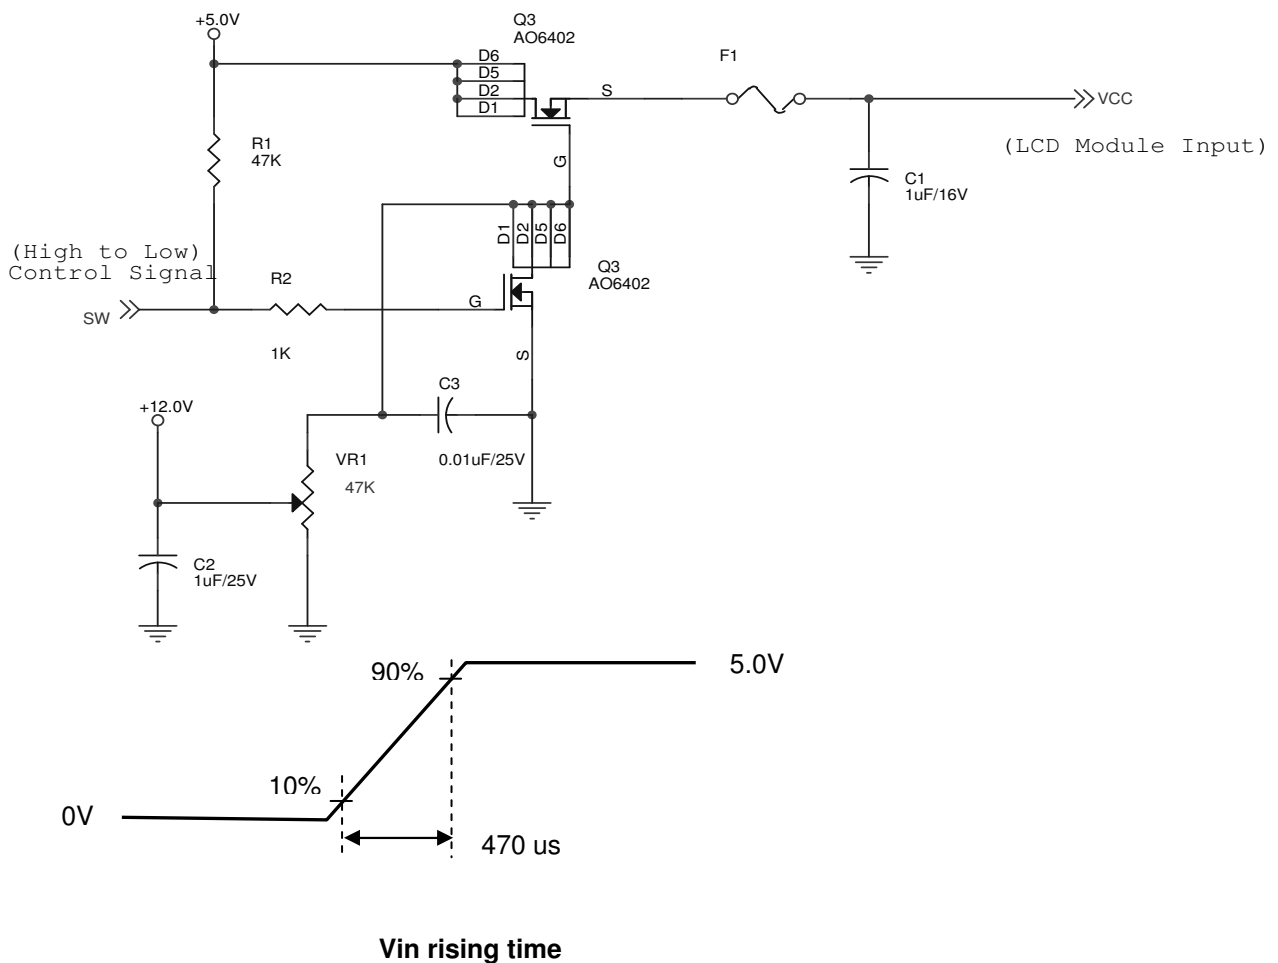 +5.0V
Q3
AO6402
D6
D5
D2
D1
S
F1
VCC
(LCD Module Input)
R1
47K
G
C1
1uF/16V
D1
D2
D5
D6
(High to Low)
Control Signal
Q3
AO6402
R2
G
SW
1K
S
C3
+12.0V
VR1
47K
0.01uF/25V
C2
1uF/25V
90%
5.0V
10%
0V
470 us
Vin rising time